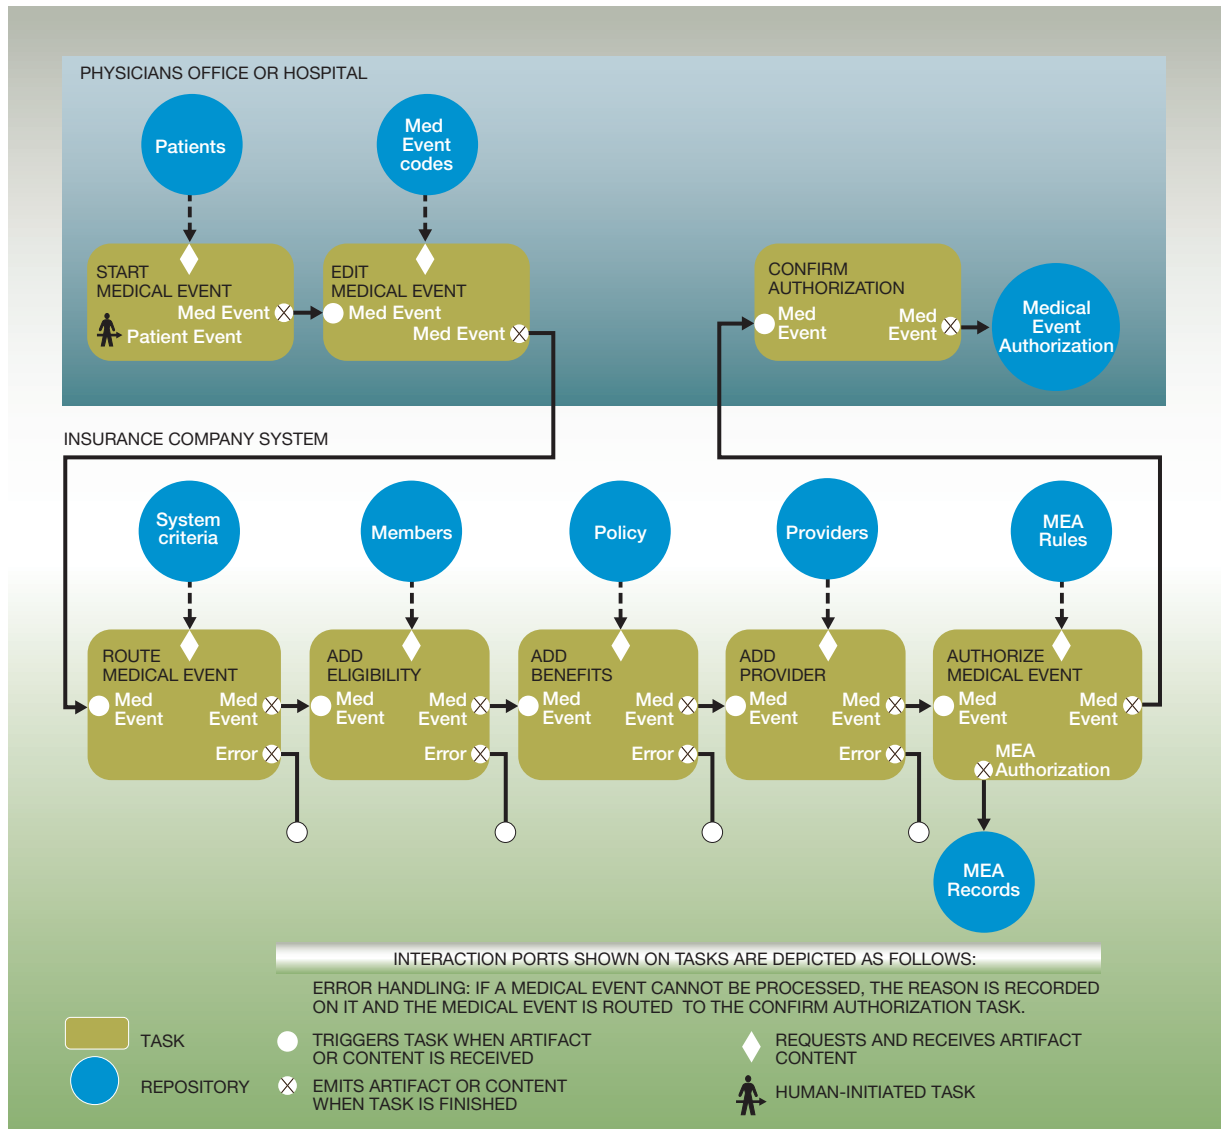 PHYSICIANS OFFICE OR HOSPITAL
Patients
Med
Event
codes
START
MEDICAL EVENT
Med Event
Patient Event
EDIT
MEDICAL EVENT
Med Event
Med Event
CONFIRM
AUTHORIZATION
Med
Event
Med
Event
Medical
Event
Authorization
INSURANCE COMPANY SYSTEM
System
criteria
Members
Policy
Providers
MEA
Rules
ROUTE
MEDICAL EVENT
Med
Event
Med
Event
Error
ADD
ELIGIBILITY
Med
Event
Med
Event
Error
ADD
BENEFITS
Med
Event
Med
Event
Error
ADD
PROVIDER
Med
Event
Med
Event
Error
AUTHORIZE
MEDICAL EVENT
Med
Event
Med
Event
MEA
Authorization
MEA
Records
INTERACTION PORTS SHOWN ON TASKS ARE DEPICTED AS FOLLOWS:
ERROR HANDLING: IF A MEDICAL EVENT CANNOT BE PROCESSED, THE REASON IS RECORDED
ON IT AND THE MEDICAL EVENT IS ROUTED TO THE CONFIRM AUTHORIZATION TASK.
TASK
REPOSITORY
TRIGGERS TASK WHEN ARTIFACT
OR CONTENT IS RECEIVED
EMITS ARTIFACT OR CONTENT
WHEN TASK IS FINISHED
REQUESTS AND RECEIVES ARTIFACT
CONTENT
HUMAN-INITIATED TASK